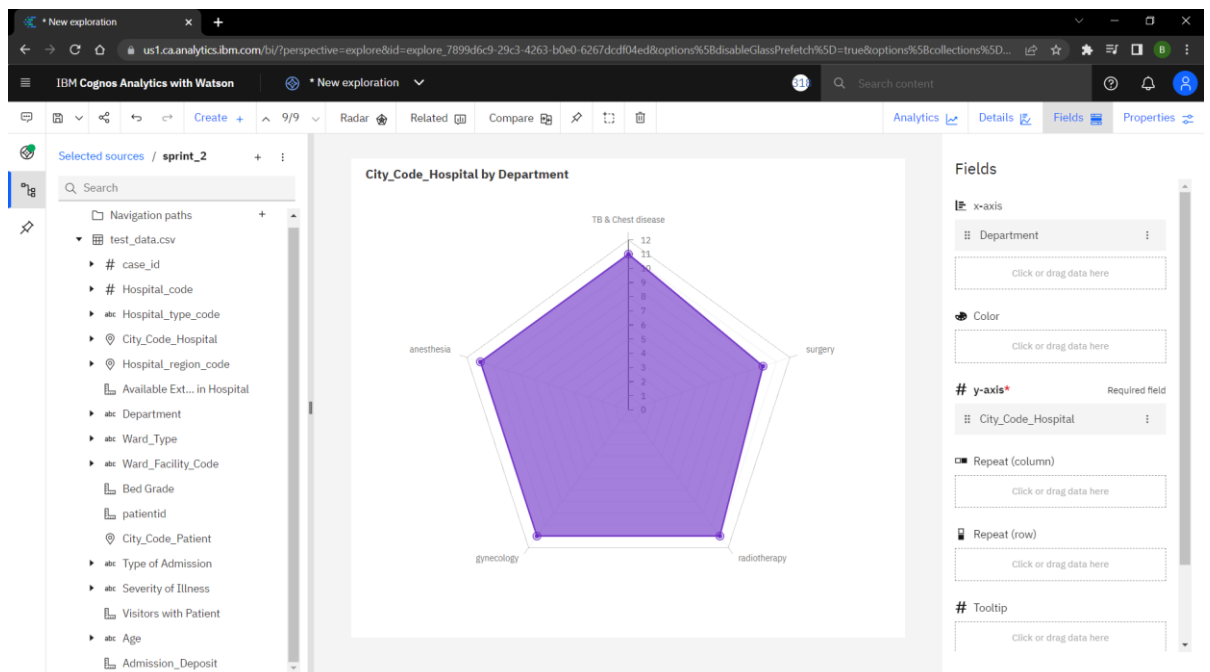 * New exploration
us1.ca.analytics.ibm.com/bi/?perspective=explore&id=explore_7899d6c9-29c3-4263-b0e0-6267dcdf04ed&options%5BdisableGlassPrefetch%5D=true&options%5Bcollections%5D...
B
IBM Cognos Analytics with Watson
* New exploration
Search content
Create +
9/9
Radar
Related
Compare
Analytics
Details
Fields
Properties
Selected sources / sprint_2
Search
Navigation paths
test_data.csv
# case_id
# Hospital_code
abc Hospital_type_code
City_Code_Hospital
Hospital_region_code
Available Ext... in Hospital
abc Department
abc Ward_Type
abc Ward_Facility_Code
Bed Grade
patientid
City_Code_Patient
abc Type of Admission
abc Severity of Illness
Visitors with Patient
abc Age
Admission_Deposit
City_Code_Hospital by Department
TB & Chest disease
12
11
10
9
8
7
6
5
4
3
2
1
0
anesthesia
surgery
gynecology
radiotherapy
Fields
x-axis
Department
Click or drag data here
Color
Click or drag data here
# y-axis*
Required field
City_Code_Hospital
Repeat (column)
Click or drag data here
Repeat (row)
Click or drag data here
# Tooltip
Click or drag data here